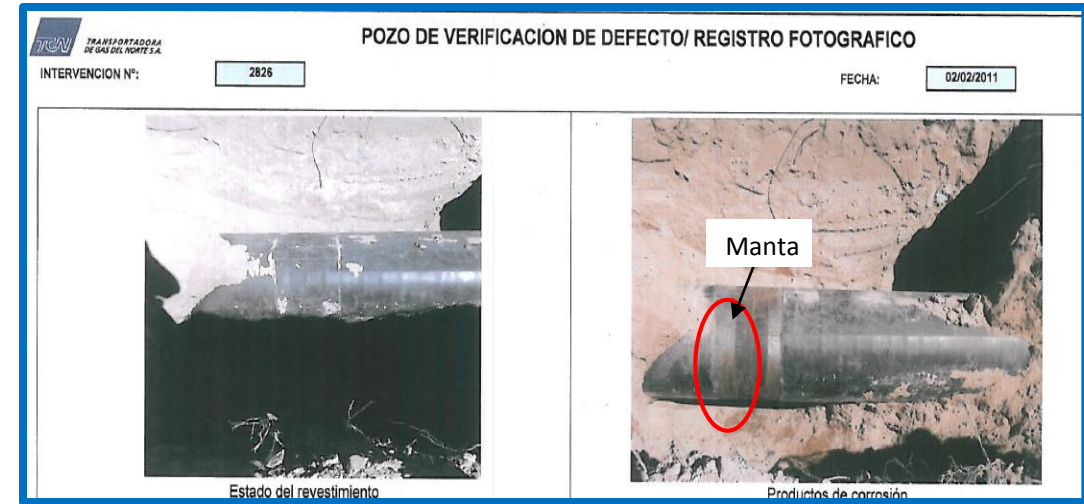 TGN TRANSPORTADORA
DE GAS DEL NORTE S.A.
POZO DE VERIFICACION DE DEFECTO/ REGISTRO FOTOGRAFICO
INTERVENCION Nº: 2826
FECHA: 02/02/2011
Manta
Estado del revestimiento
Productos de corrosión